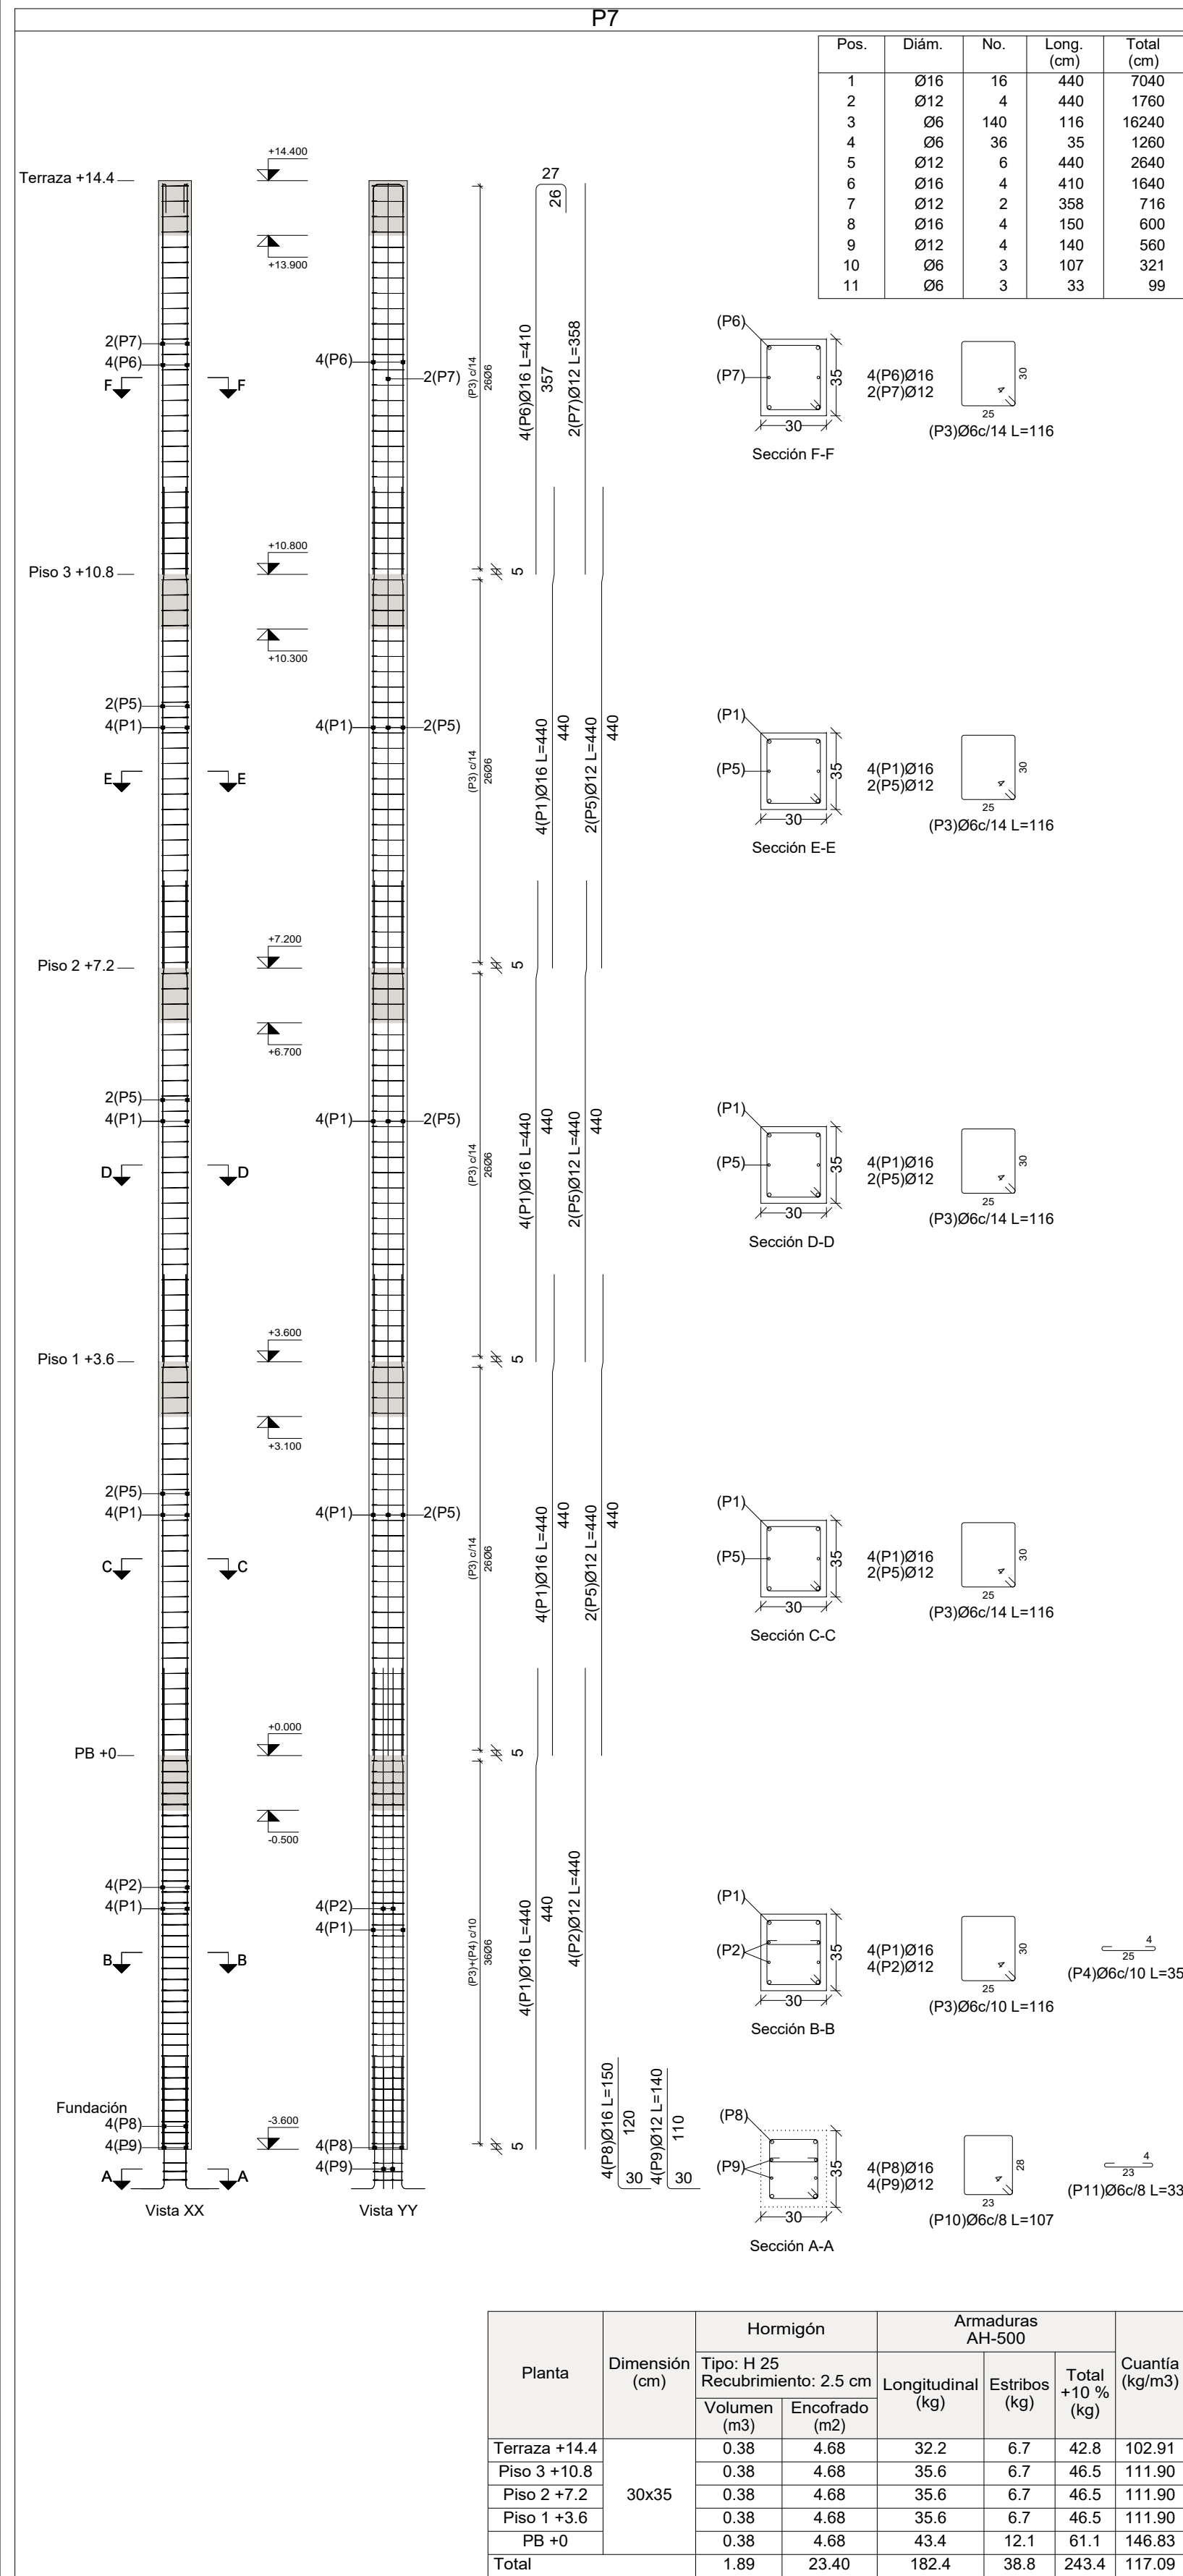 P7
Pos. Diám. No. Long. (cm) Total (cm)
1 Ø16 16 440 7040
2 Ø12 4 440 1760
3 Ø6 140 116 16240
4 Ø6 36 35 1260
5 Ø12 6 440 2640
6 Ø16 4 410 1640
7 Ø12 2 358 716
8 Ø16 4 150 600
9 Ø12 4 140 560
10 Ø6 3 107 321
11 Ø6 3 33 99
Terraza +14.4
+14.400
+13.900
27
26
2(P7)
4(P6)
F F
4(P6)
2(P7)
(P3) c/14
26Ø6
4(P6)Ø16 L=410
357
2(P7)Ø12 L=358
(P6)
(P7)
35
30
4(P6)Ø16
2(P7)Ø12
30
4
25
(P3)Ø6c/14 L=116
Sección F-F
Piso 3 +10.8
+10.800
+10.300
5
2(P5)
4(P1)
E E
4(P1)
2(P5)
(P3) c/14
26Ø6
4(P1)Ø16 L=440
440
2(P5)Ø12 L=440
440
(P1)
(P5)
35
30
4(P1)Ø16
2(P5)Ø12
30
4
25
(P3)Ø6c/14 L=116
Sección E-E
Piso 2 +7.2
+7.200
+6.700
5
2(P5)
4(P1)
D D
4(P1)
2(P5)
(P3) c/14
26Ø6
4(P1)Ø16 L=440
440
2(P5)Ø12 L=440
440
(P1)
(P5)
35
30
4(P1)Ø16
2(P5)Ø12
30
4
25
(P3)Ø6c/14 L=116
Sección D-D
Piso 1 +3.6
+3.600
+3.100
5
2(P5)
4(P1)
C C
4(P1)
2(P5)
(P3) c/14
26Ø6
4(P1)Ø16 L=440
440
2(P5)Ø12 L=440
440
(P1)
(P5)
35
30
4(P1)Ø16
2(P5)Ø12
30
4
25
(P3)Ø6c/14 L=116
Sección C-C
PB +0
+0.000
-0.500
5
4(P2)
4(P1)
B B
4(P2)
4(P1)
(P3)+(P4) c/10
36Ø6
4(P1)Ø16 L=440
440
4(P2)Ø12 L=440
(P1)
(P2)
35
30
4(P1)Ø16
4(P2)Ø12
30
4
25
(P3)Ø6c/10 L=116
4
25
(P4)Ø6c/10 L=35
Sección B-B
Fundación
-3.600
5
4(P8)
4(P9)
A A
4(P8)
4(P9)
4(P8)Ø16 L=150
120
30
4(P9)Ø12 L=140
110
30
(P8)
(P9)
35
30
4(P8)Ø16
4(P9)Ø12
28
4
23
(P10)Ø6c/8 L=107
4
23
(P11)Ø6c/8 L=33
Sección A-A
Vista XX
Vista YY
Planta
Dimensión
(cm)
Hormigón
Tipo: H 25
Recubrimiento: 2.5 cm
Volumen
(m3)
Encofrado
(m2)
Armaduras
AH-500
Longitudinal
(kg)
Estribos
(kg)
Total
+10 %
(kg)
Cuantía
(kg/m3)
Terraza +14.4 0.38 4.68 32.2 6.7 42.8 102.91
Piso 3 +10.8 0.38 4.68 35.6 6.7 46.5 111.90
Piso 2 +7.2 30x35 0.38 4.68 35.6 6.7 46.5 111.90
Piso 1 +3.6 0.38 4.68 35.6 6.7 46.5 111.90
PB +0 0.38 4.68 43.4 12.1 61.1 146.83
Total 1.89 23.40 182.4 38.8 243.4 117.09